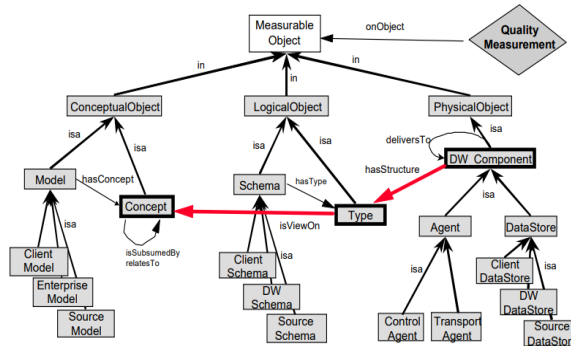 Measurable
Object
onObject
Quality
Measurement
in
in
in
ConceptualObject
LogicalObject
PhysicalObject
isa
isa
isa
isa
isa
deliversTo
Model
hasConcept
Schema
hasType
hasStructure
DW Component
Concept
Type
isViewOn
isa
isa
isa
isSubsumedBy
relatesTo
Agent
DataStore
Client
Model
Enterprise
Model
Source
Model
Client
Schema
DW
Schema
Source
Schema
isa
isa
Client
DataStore
DW
DataStore
Source
DataStore
Control
Agent
Transport
Agent